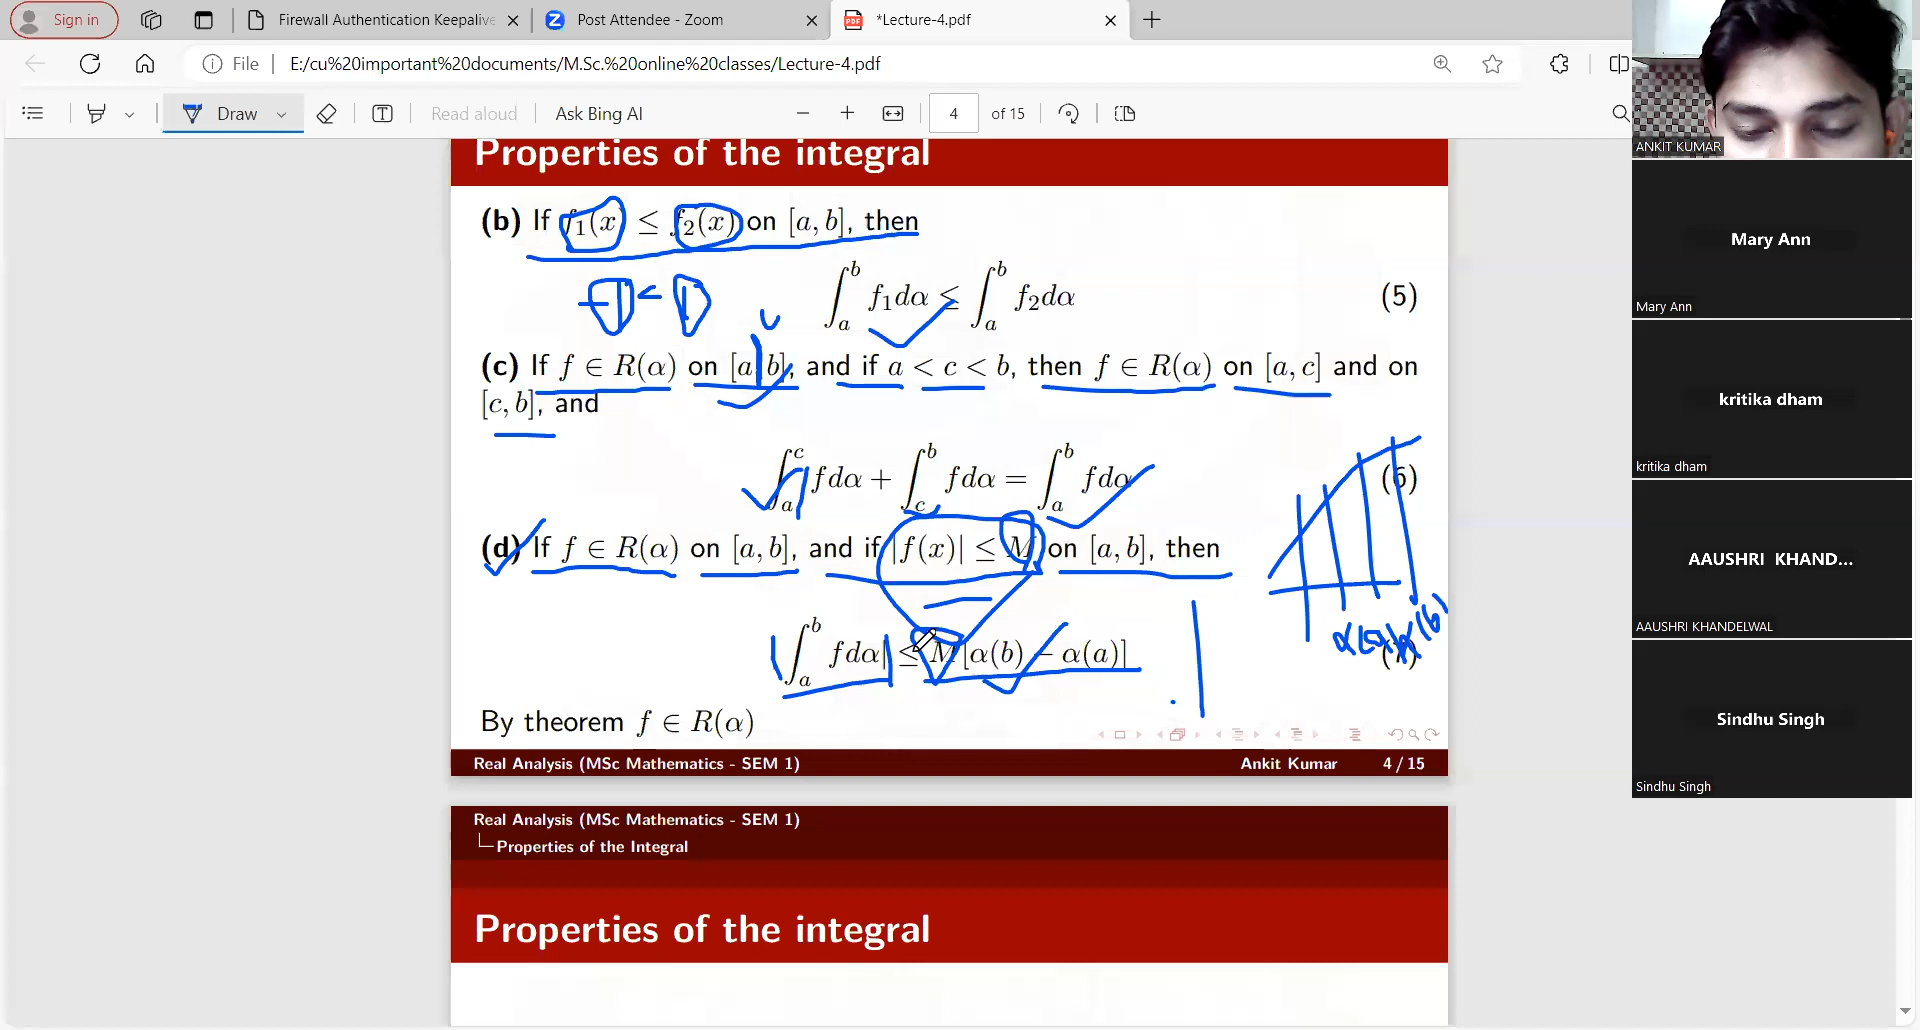 Sign in
Firewall Authentication Keepalive
Post Attendee - Zoom
*Lecture-4.pdf
File
E:/cu%20important%20documents/M.Sc.%20online%20classes/Lecture-4.pdf
Draw
Read aloud
Ask Bing AI
4 of 15
Properties of the integral
(b) If f₁(x) ≤ f₂(x) on [a, b], then
∫ₐᵇ f₁dα ≤ ∫ₐᵇ f₂dα (5)
(c) If f ∈ R(α) on [a, b], and if a < c < b, then f ∈ R(α) on [a, c] and on
[c, b], and
∫ₐᶜ fdα + ∫꜀ᵇ fdα = ∫ₐᵇ fdα (6)
(d) If f ∈ R(α) on [a, b], and if |f(x)| ≤ M on [a, b], then
|∫ₐᵇ fdα| ≤ M[α(b) − α(a)] (7)
By theorem f ∈ R(α)
Real Analysis (MSc Mathematics - SEM 1) Ankit Kumar 4 / 15
Real Analysis (MSc Mathematics - SEM 1)
Properties of the Integral
Properties of the integral
ANKIT KUMAR
Mary Ann
Mary Ann
kritika dham
kritika dham
AAUSHRI KHAND...
AAUSHRI KHANDELWAL
Sindhu Singh
Sindhu Singh